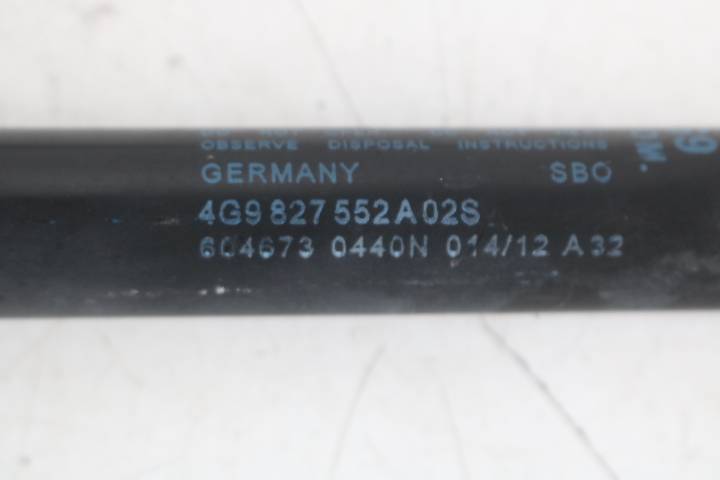 OBSERVE DISPOSAL INSTRUCTIONS
GERMANY SBO
4G9 827 552 A 02S
604673 0440N 014/12 A32